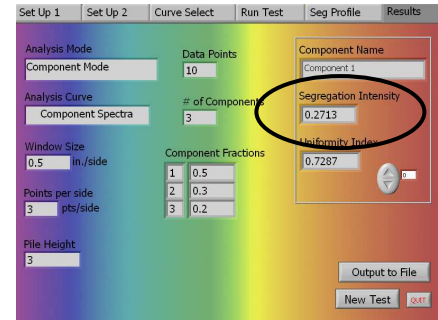 Set Up 1 Set Up 2 Curve Select Run Test Seg Profile Results
Analysis Mode
Component Mode
Analysis Curve
Component Spectra
Window Size
0.5 in./side
Points per side
3 pts/side
Pile Height
3
Data Points
10
# of Components
3
Component Fractions
1 0.5
2 0.3
3 0.2
Component Name
Component 1
Segregation Intensity
0.2713
Uniformity Index
0.7287
0
Output to File
New Test QUIT